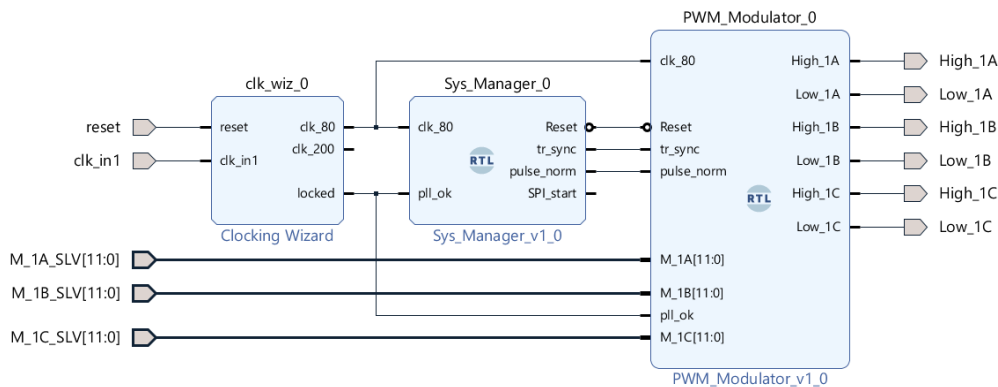 PWM_Modulator_0
clk_80
High_1A
High_1A
Low_1A
Low_1A
clk_wiz_0
Sys_Manager_0
reset
reset
clk_80
clk_80
Reset
Reset
High_1B
High_1B
clk_200
tr_sync
tr_sync
clk_in1
clk_in1
Low_1B
Low_1B
pulse_norm
pulse_norm
RTL
locked
pll_ok
SPI_start
RTL
High_1C
High_1C
Low_1C
Low_1C
Clocking Wizard
Sys_Manager_v1_0
M_1A_SLV[11:0]
M_1A[11:0]
M_1B_SLV[11:0]
M_1B[11:0]
pll_ok
M_1C_SLV[11:0]
M_1C[11:0]
PWM_Modulator_v1_0